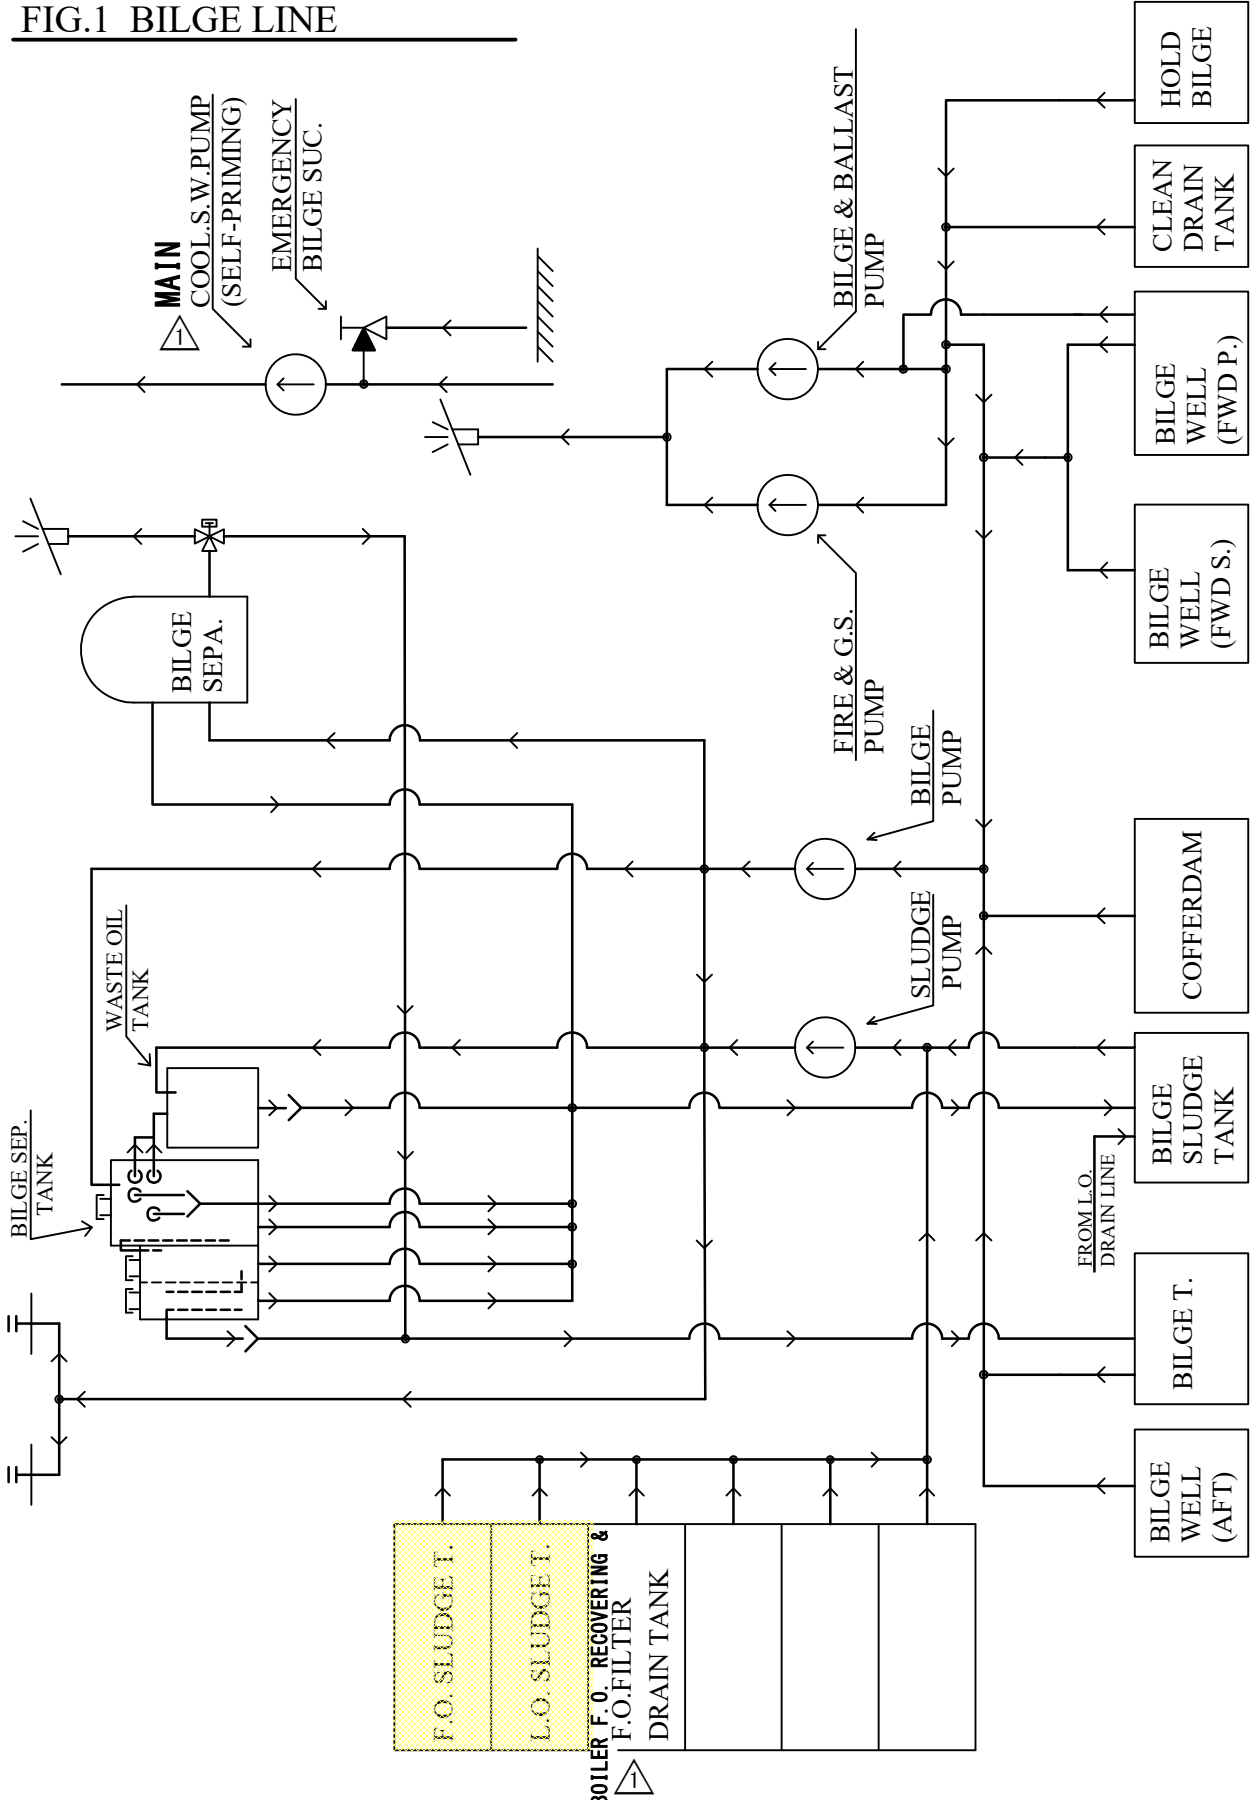 FIG.1 BILGE LINE
MAIN
COOL.S.W.PUMP
(SELF-PRIMING)
1
EMERGENCY
BILGE SUC.
BILGE & BALLAST
PUMP
FIRE & G.S.
PUMP
BILGE
PUMP
SLUDGE
PUMP
BILGE
SEPA.
WASTE OIL
TANK
BILGE SEP.
TANK
HOLD
BILGE
CLEAN
DRAIN
TANK
BILGE
WELL
(FWD P.)
BILGE
WELL
(FWD S.)
COFFERDAM
BILGE
SLUDGE
TANK
FROM L.O.
DRAIN LINE
BILGE T.
BILGE
WELL
(AFT)
F.O. SLUDGE T.
L.O. SLUDGE T.
BOILER F.O. RECOVERING &
F.O.FILTER
DRAIN TANK
1